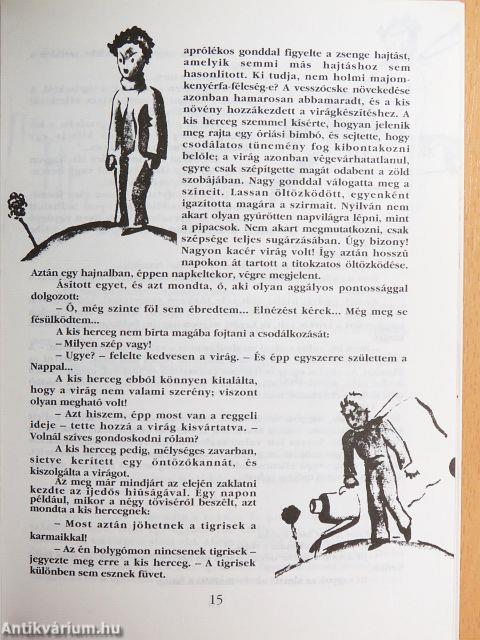 aprólékos gonddal figyelte a zsenge hajtást,
amelyik semmi más hajtáshoz sem
hasonlított. Ki tudja, nem holmi majom-
kenyérfa-féleség-e? A vesszőcske növekedése
azonban hamarosan abbamaradt, és a kis
növény hozzákezdett a virágkészítéshez. A
kis herceg szemmel kísérte, hogyan jelenik
meg rajta egy óriási bimbó, és sejtette, hogy
csodálatos tünemény fog kibontakozni
belőle; a virág azonban végevárhatatlanul,
egyre csak szépítgette magát odabent a zöld
szobájában. Nagy gonddal válogatta meg a
színeit. Lassan öltözködött, egyenként
igazította magára a szirmait. Nyilván nem
akart olyan gyűrötten napvilágra lépni, mint
a pipacsok. Nem akart megmutatkozni, csak
szépsége teljes sugárzásában. Úgy bizony!
Nagyon kacér virág volt! Így aztán hosszú
napokon át tartott a titokzatos öltözködése.
Aztán egy hajnalban, éppen napkeltekor, végre megjelent.
Ásított egyet, és azt mondta, ó, aki olyan aggályos pontossággal
dolgozott:
– Ó, még szinte föl sem ébredtem... Elnézést kérek... Még meg se
fésülködtem...
A kis herceg nem bírta magába fojtani a csodálkozását:
– Milyen szép vagy!
– Ugye? – felelte kedvesen a virág. – És épp egyszerre születtem a
Nappal...
A kis herceg ebből könnyen kitalálta,
hogy a virág nem valami szerény; viszont
olyan megható volt!
– Azt hiszem, épp most van a reggeli
ideje – tette hozzá a virág kisvártatva. –
Volnál szíves gondoskodni rólam?
A kis herceg pedig, mélységes zavarban,
sietve kerített egy öntözőkannát, és
kiszolgálta a virágot.
Az meg már mindjárt az elején zaklatni
kezdte az ijedős hiúságával. Egy napon
például, mikor a négy töviséről beszélt, azt
mondta a kis hercegnek:
– Most aztán jöhetnek a tigrisek a
karmaikkal!
– Az én bolygómon nincsenek tigrisek –
jegyezte meg erre a kis herceg. – A tigrisek
különben sem esznek füvet.
15
Antikvárium.hu